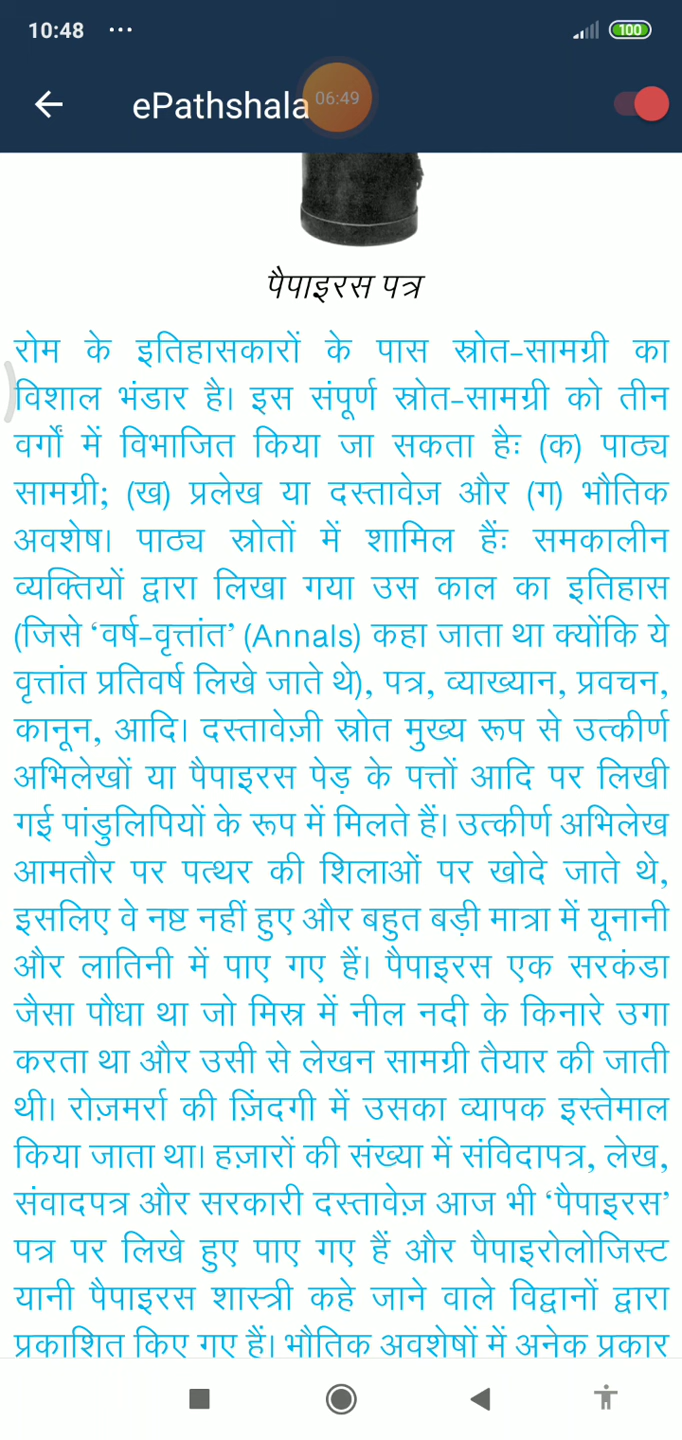 10:48 ... 100
ePathshala 06:49
पैपाइरस पत्र
रोम के इतिहासकारों के पास स्रोत-सामग्री का
विशाल भंडार है। इस संपूर्ण स्रोत-सामग्री को तीन
वर्गों में विभाजित किया जा सकता हैः (क) पाठ्य
सामग्री; (ख) प्रलेख या दस्तावेज़ और (ग) भौतिक
अवशेष। पाठ्य स्रोतों में शामिल हैंः समकालीन
व्यक्तियों द्वारा लिखा गया उस काल का इतिहास
(जिसे ‘वर्ष-वृत्तांत’ (Annals) कहा जाता था क्योंकि ये
वृत्तांत प्रतिवर्ष लिखे जाते थे), पत्र, व्याख्यान, प्रवचन,
कानून, आदि। दस्तावेज़ी स्रोत मुख्य रूप से उत्कीर्ण
अभिलेखों या पैपाइरस पेड़ के पत्तों आदि पर लिखी
गई पांडुलिपियों के रूप में मिलते हैं। उत्कीर्ण अभिलेख
आमतौर पर पत्थर की शिलाओं पर खोदे जाते थे,
इसलिए वे नष्ट नहीं हुए और बहुत बड़ी मात्रा में यूनानी
और लातिनी में पाए गए हैं। पैपाइरस एक सरकंडा
जैसा पौधा था जो मिस्र में नील नदी के किनारे उगा
करता था और उसी से लेखन सामग्री तैयार की जाती
थी। रोज़मर्रा की ज़िंदगी में उसका व्यापक इस्तेमाल
किया जाता था। हज़ारों की संख्या में संविदापत्र, लेख,
संवादपत्र और सरकारी दस्तावेज़ आज भी ‘पैपाइरस’
पत्र पर लिखे हुए पाए गए हैं और पैपाइरोलोजिस्ट
यानी पैपाइरस शास्त्री कहे जाने वाले विद्वानों द्वारा
प्रकाशित किए गए हैं। भौतिक अवशेषों में अनेक प्रकार